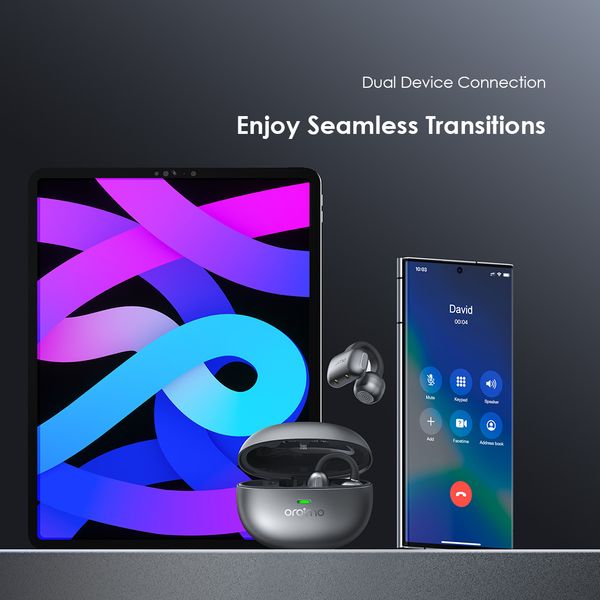 Dual Device Connection
Enjoy Seamless Transitions
10:03
David
00:04
Mute
Keypad
Speaker
Add
Facetime
Address book
oraimo